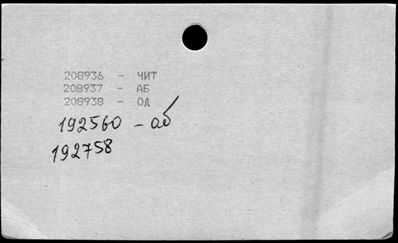 208936 - ЧИТ
208937 - АБ
208938 - ОД
192560 - аб
192758